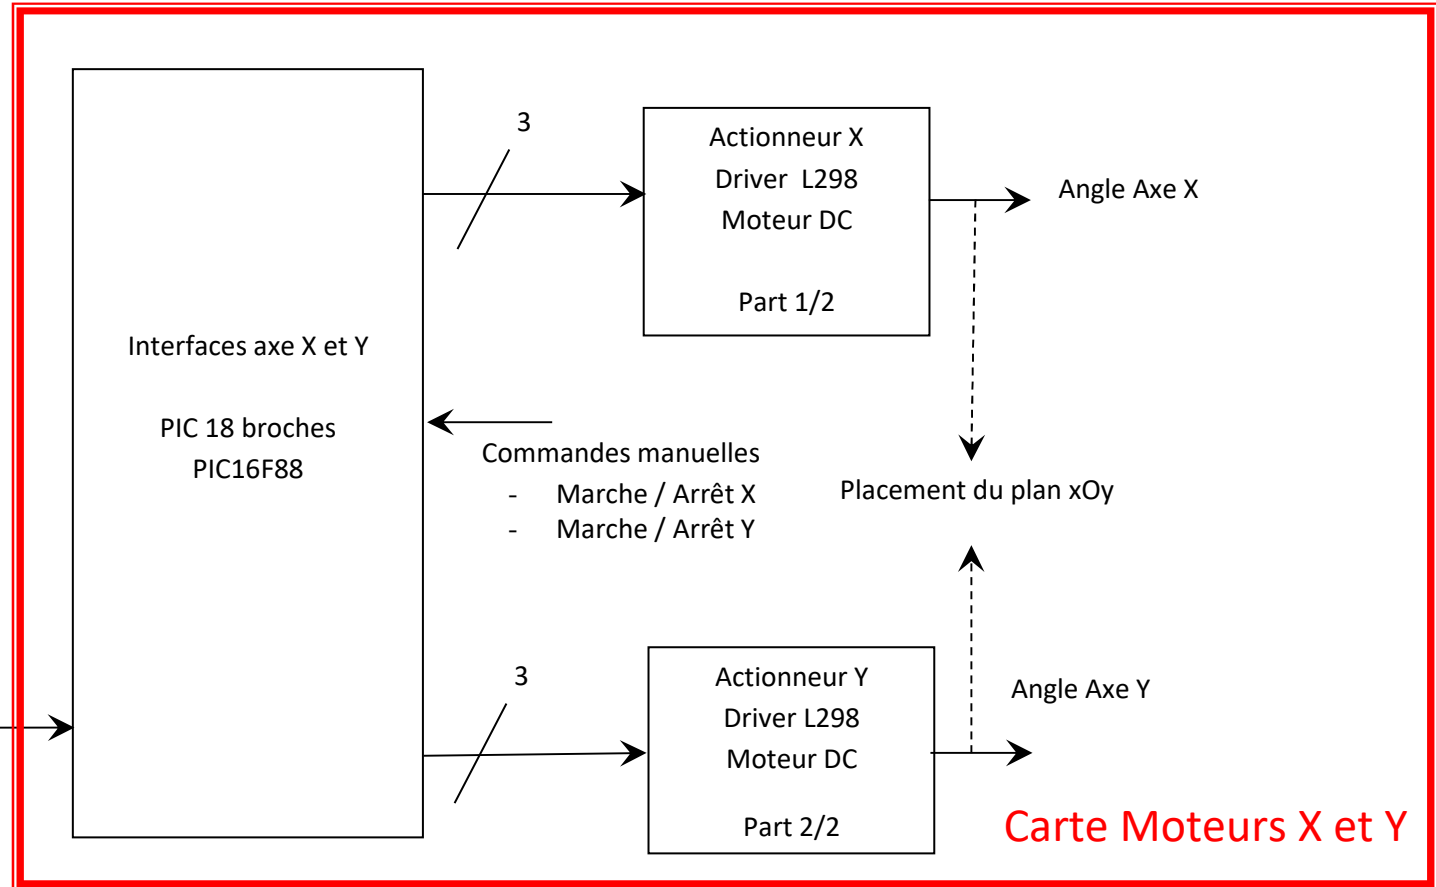 3
Actionneur X
Driver L298
Moteur DC
Part 1/2
Angle Axe X
Interfaces axe X et Y
PIC 18 broches
PIC16F88
Commandes manuelles
- Marche / Arrêt X
- Marche / Arrêt Y
Placement du plan xOy
3
Actionneur Y
Driver L298
Moteur DC
Part 2/2
Angle Axe Y
Carte Moteurs X et Y